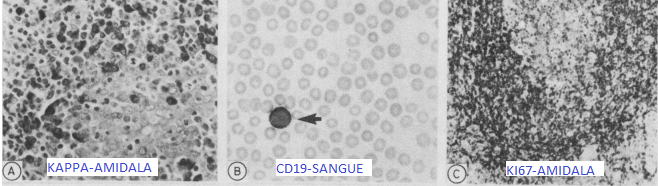 A KAPPA-AMIDALA
B CD19-SANGUE
C KI67-AMIDALA